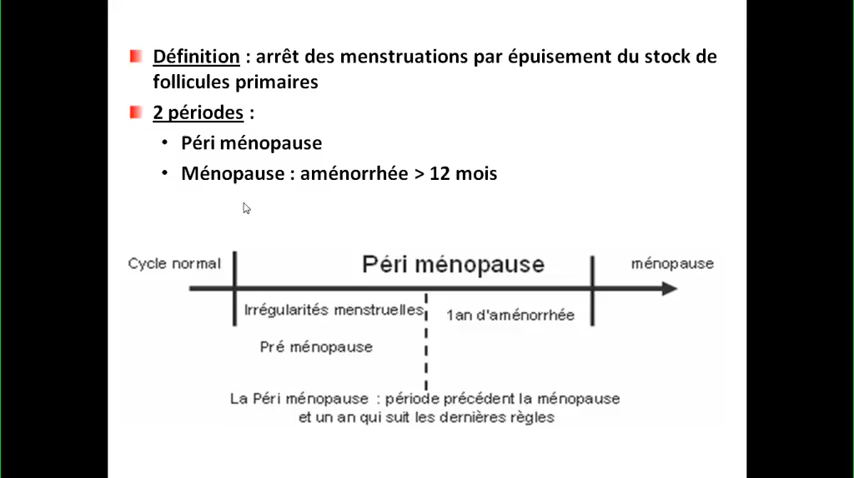 Définition : arrêt des menstruations par épuisement du stock de
follicules primaires
2 périodes :
• Péri ménopause
• Ménopause : aménorrhée > 12 mois
Cycle normal
Péri ménopause
ménopause
Irrégularités menstruelles
1an d'aménorrhée
Pré ménopause
La Péri ménopause : période précédent la ménopause
et un an qui suit les dernières règles